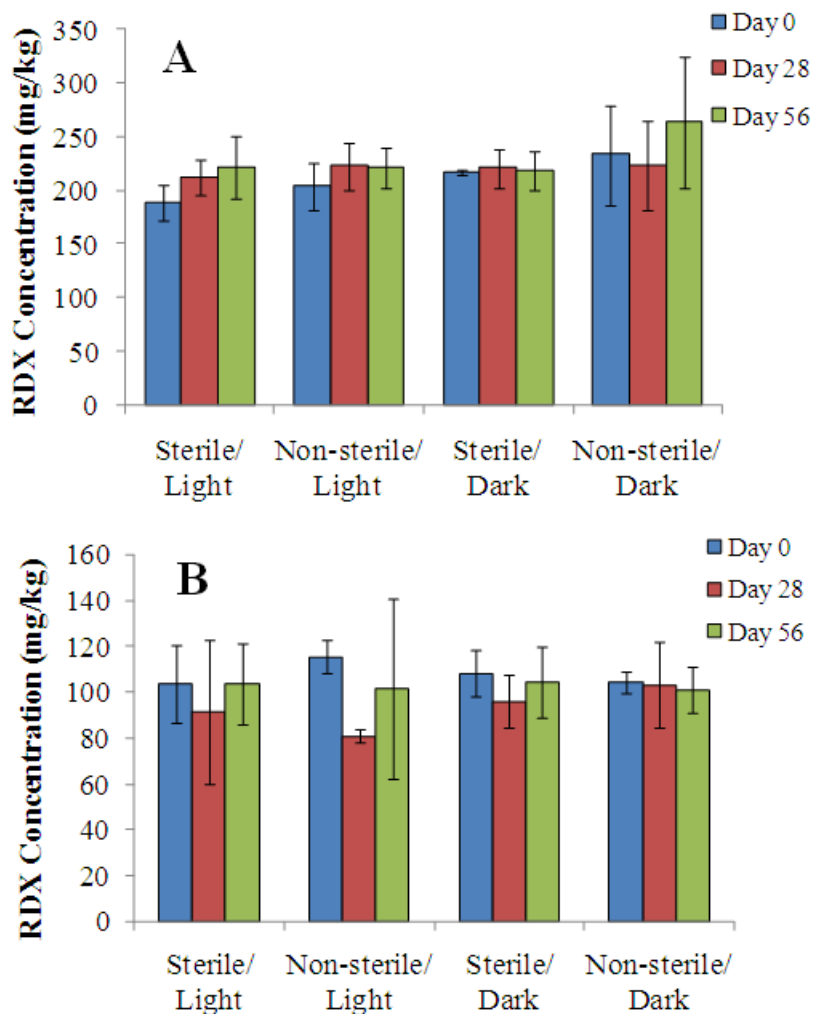 A
RDX Concentration (mg/kg)
350
300
250
200
150
100
50
0
Day 0
Day 28
Day 56
Sterile/
Light
Non-sterile/
Light
Sterile/
Dark
Non-sterile/
Dark
B
RDX Concentration (mg/kg)
160
140
120
100
80
60
40
20
0
Day 0
Day 28
Day 56
Sterile/
Light
Non-sterile/
Light
Sterile/
Dark
Non-sterile/
Dark